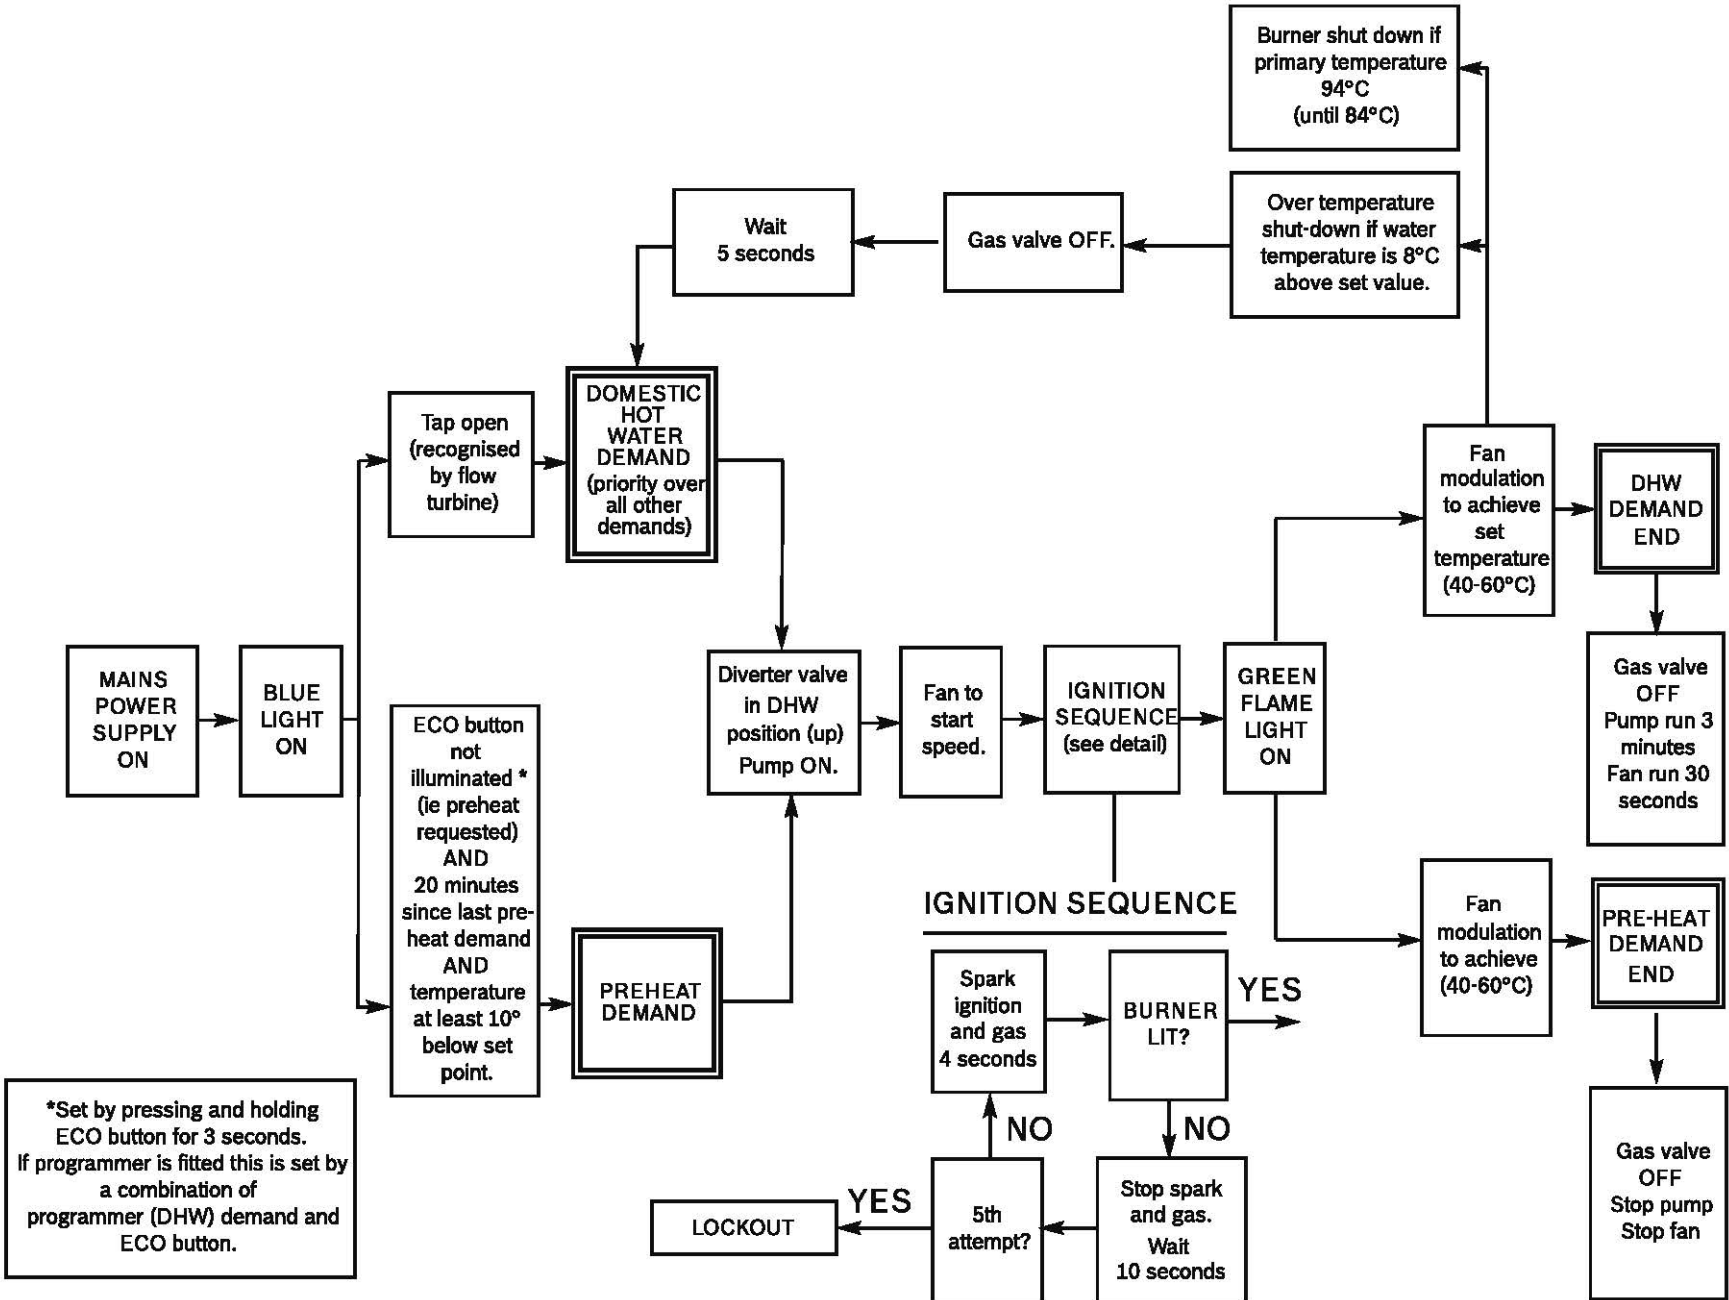 Burner shut down if
primary temperature
94°C
(until 84°C)
Over temperature
shut-down if water
temperature is 8°C
above set value.
Gas valve OFF.
Wait
5 seconds
Tap open
(recognised
by flow
turbine)
DOMESTIC
HOT
WATER
DEMAND
(priority over
all other
demands)
Fan
modulation
to achieve
set
temperature
(40-60°C)
DHW
DEMAND
END
MAINS
POWER
SUPPLY
ON
BLUE
LIGHT
ON
ECO button
not
illuminated *
(ie preheat
requested)
AND
20 minutes
since last pre-
heat demand
AND
temperature
at least 10°
below set
point.
PREHEAT
DEMAND
Diverter valve
in DHW
position (up)
Pump ON.
Fan to
start
speed.
IGNITION
SEQUENCE
(see detail)
GREEN
FLAME
LIGHT
ON
Gas valve
OFF
Pump run 3
minutes
Fan run 30
seconds
Fan
modulation
to achieve
(40-60°C)
PRE-HEAT
DEMAND
END
Gas valve
OFF
Stop pump
Stop fan
IGNITION SEQUENCE
Spark
ignition
and gas
4 seconds
BURNER
LIT?
YES
NO
Stop spark
and gas.
Wait
10 seconds
5th
attempt?
NO
YES
LOCKOUT
*Set by pressing and holding
ECO button for 3 seconds.
If programmer is fitted this is set by
a combination of
programmer (DHW) demand and
ECO button.